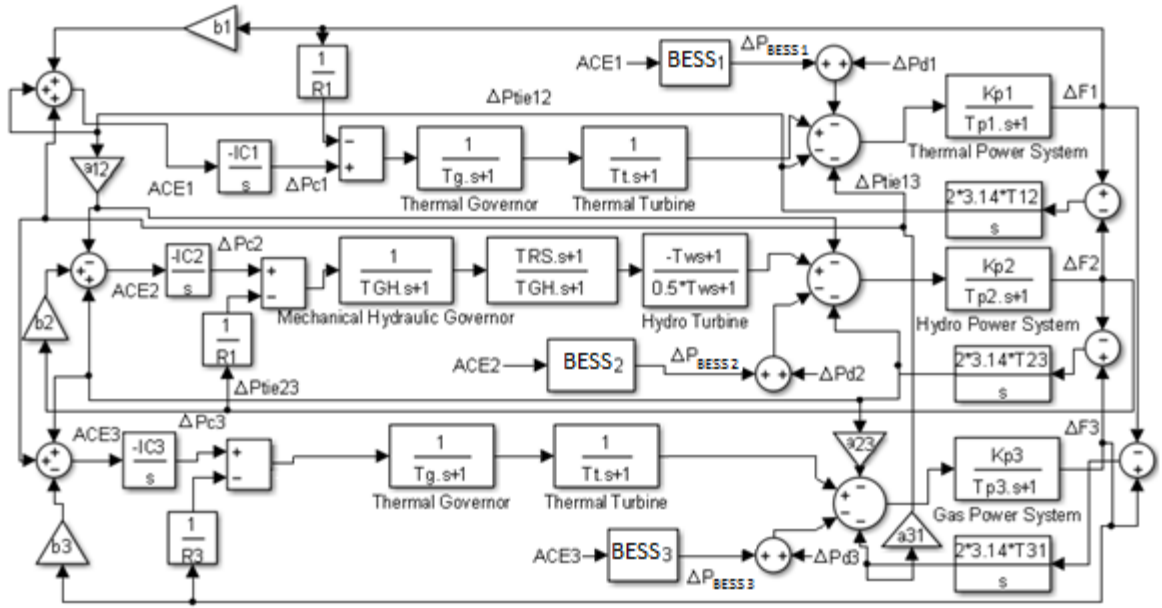 b1
1
R1
ACE1
BESS1
ΔPBESS1
+ +
ΔPd1
ΔPtie12
Kp1
Tp1.s+1
ΔF1
Thermal Power System
a12
ACE1
-IC1
s
ΔPc1
−
+
1
Tg.s+1
Thermal Governor
1
Tt.s+1
Thermal Turbine
ΔPtie13
2*3.14*T12
s
ΔPc2
-IC2
s
ACE2
+
−
1
TGH.s+1
Mechanical Hydraulic Governor
TRS.s+1
TGH.s+1
-Tws+1
0.5*Tws+1
Hydro Turbine
Kp2
Tp2.s+1
ΔF2
Hydro Power System
b2
1
R1
ACE2
BESS2
ΔPBESS2
+ +
ΔPd2
2*3.14*T23
s
ΔPtie23
ΔPc3
ACE3
-IC3
s
+
−
1
Tg.s+1
Thermal Governor
1
Tt.s+1
Thermal Turbine
a23
Kp3
Tp3.s+1
ΔF3
Gas Power System
b3
1
R3
ACE3
BESS3
ΔPBESS3
+ +
ΔPd3
a31
2*3.14*T31
s